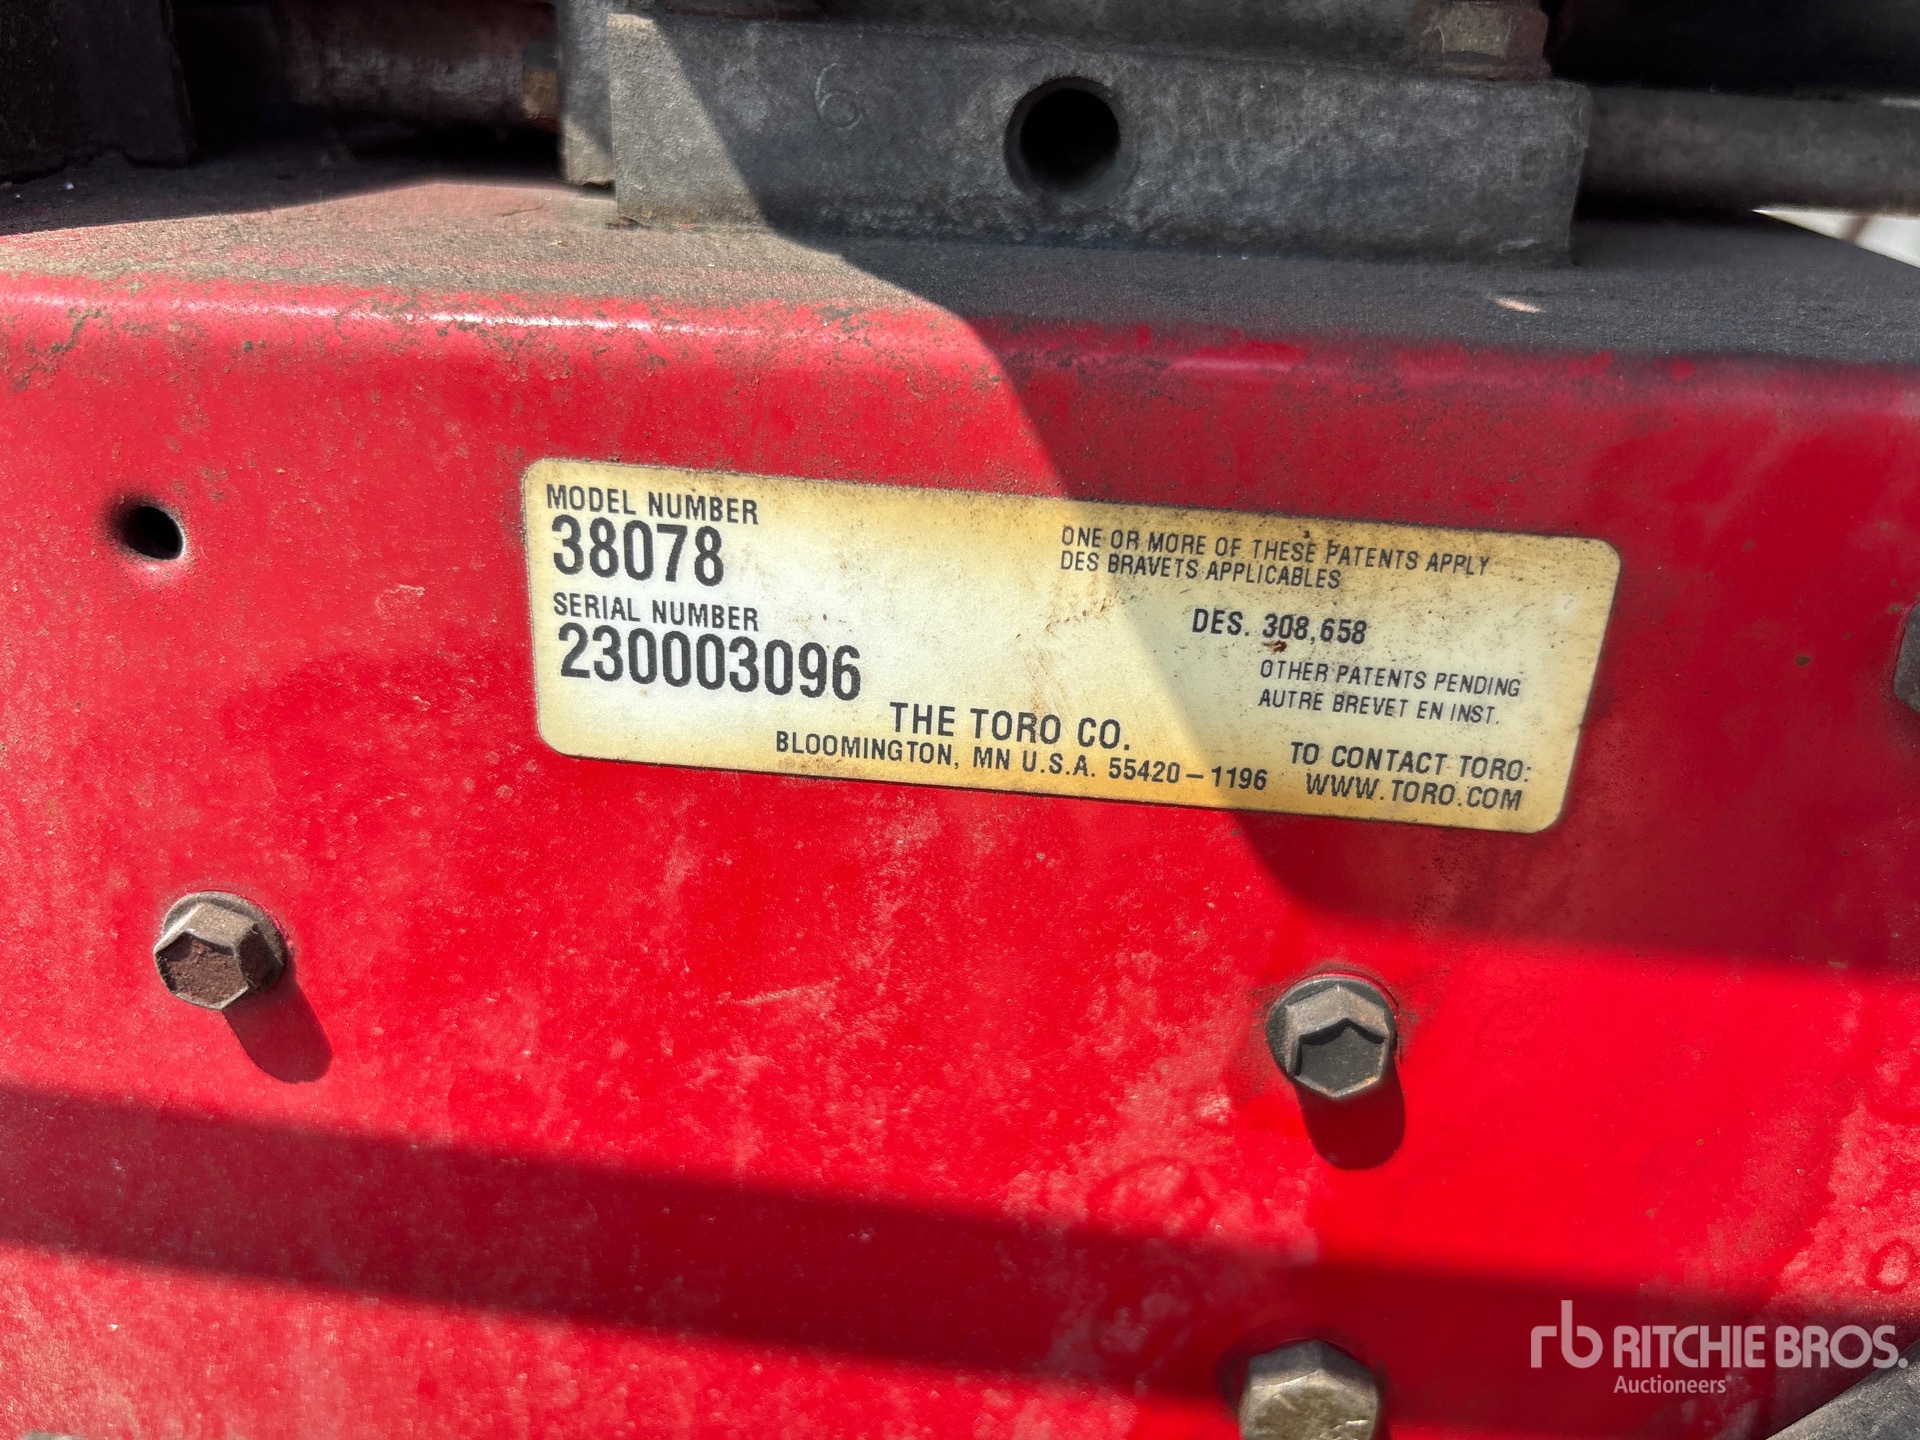 6
MODEL NUMBER
38078
SERIAL NUMBER
230003096
ONE OR MORE OF THESE PATENTS APPLY
DES BRAVETS APPLICABLES
DES. 308,658
OTHER PATENTS PENDING
AUTRE BREVET EN INST.
THE TORO CO.
BLOOMINGTON, MN U.S.A. 55420-1196
TO CONTACT TORO:
WWW.TORO.COM
rb RITCHIE BROS.
Auctioneers